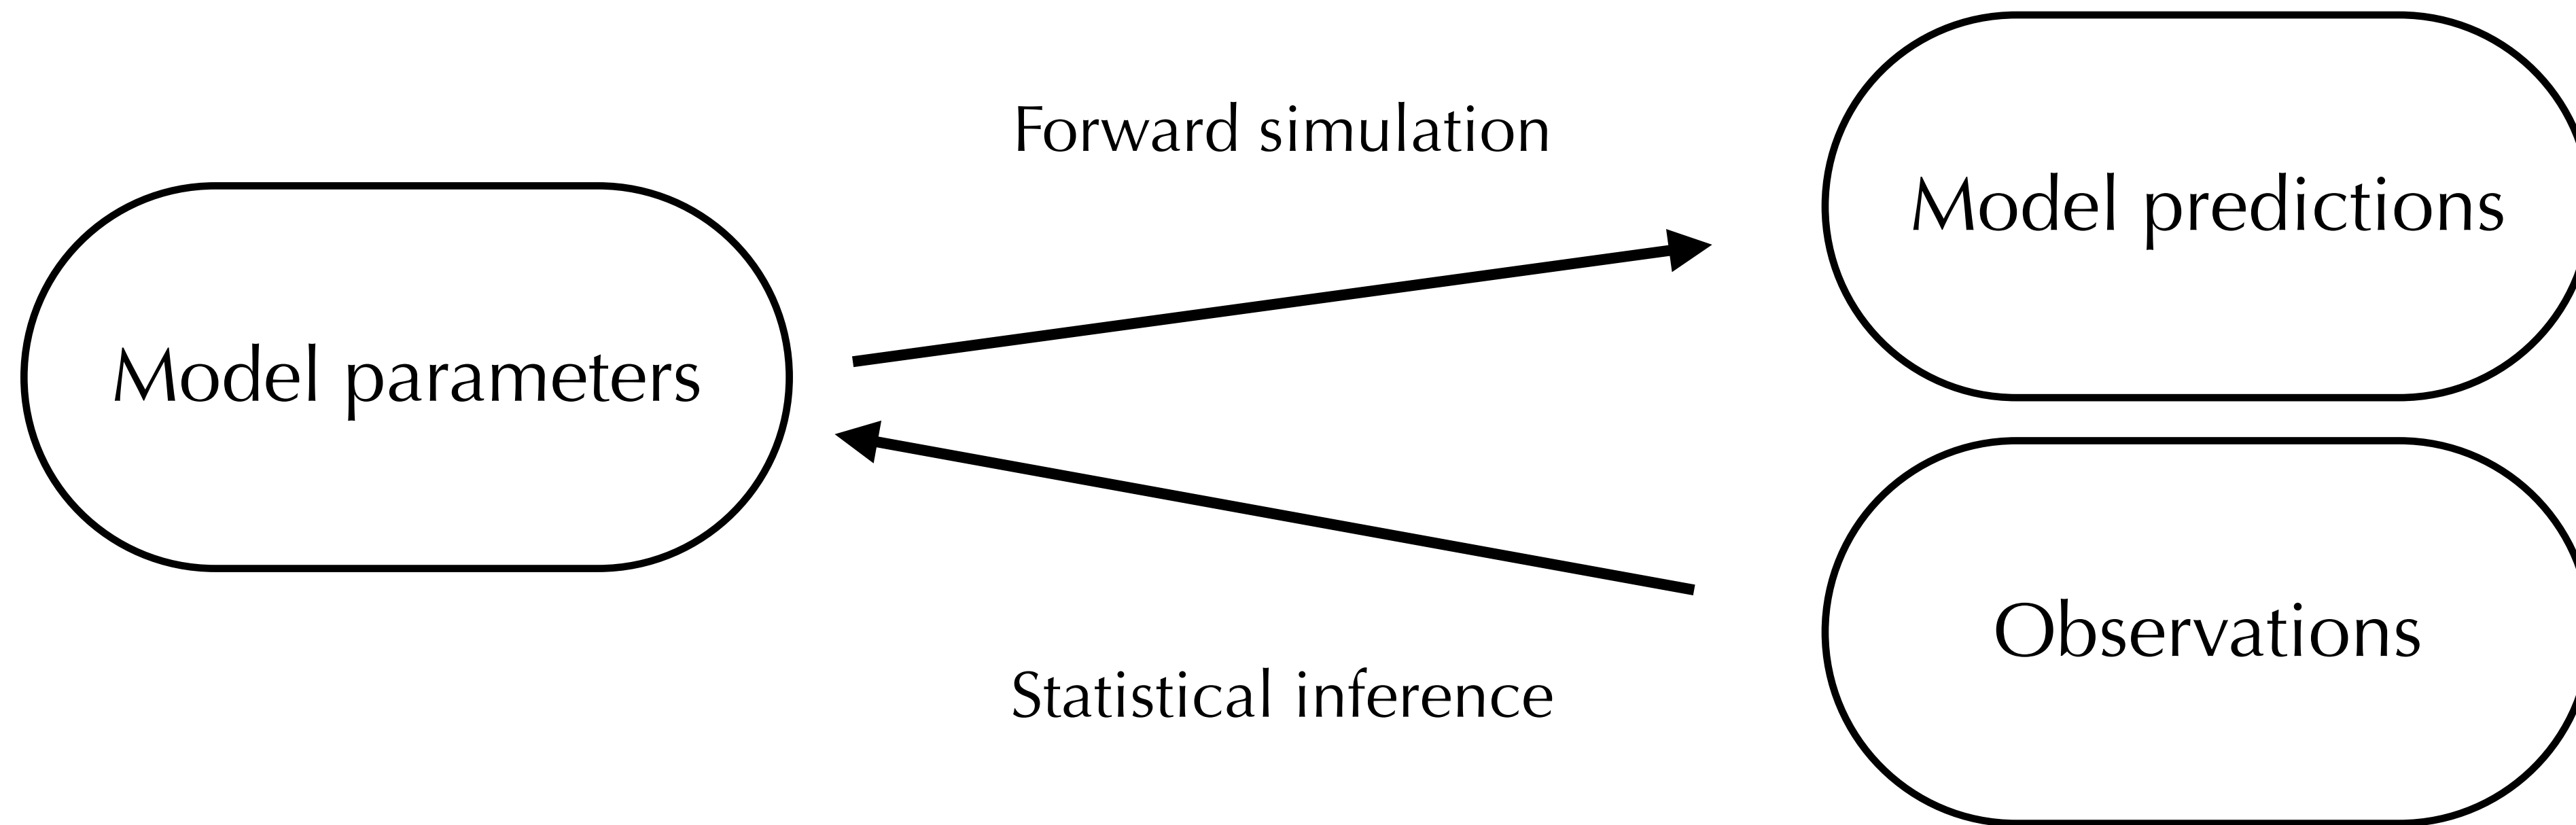 Forward simulation
Model predictions
Model parameters
Observations
Statistical inference